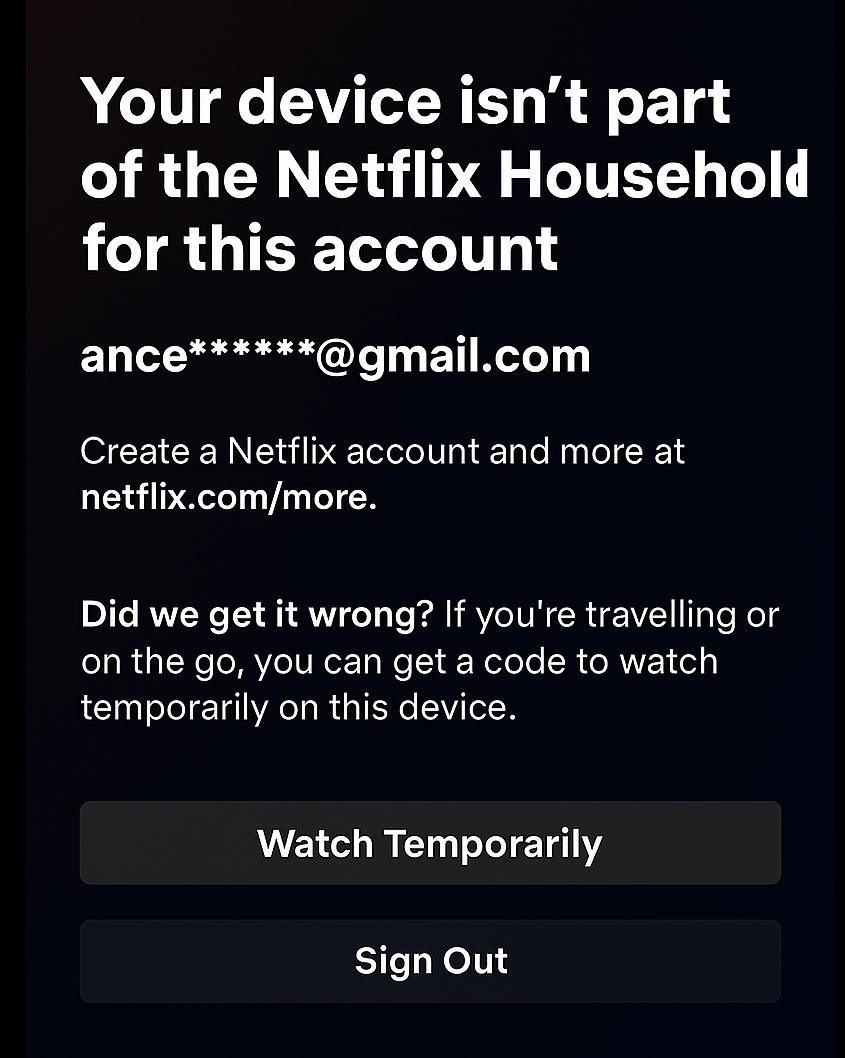 Your device isn’t part
of the Netflix Household
for this account
ance******@gmail.com
Create a Netflix account and more at
netflix.com/more.
Did we get it wrong? If you're travelling or
on the go, you can get a code to watch
temporarily on this device.
Watch Temporarily
Sign Out